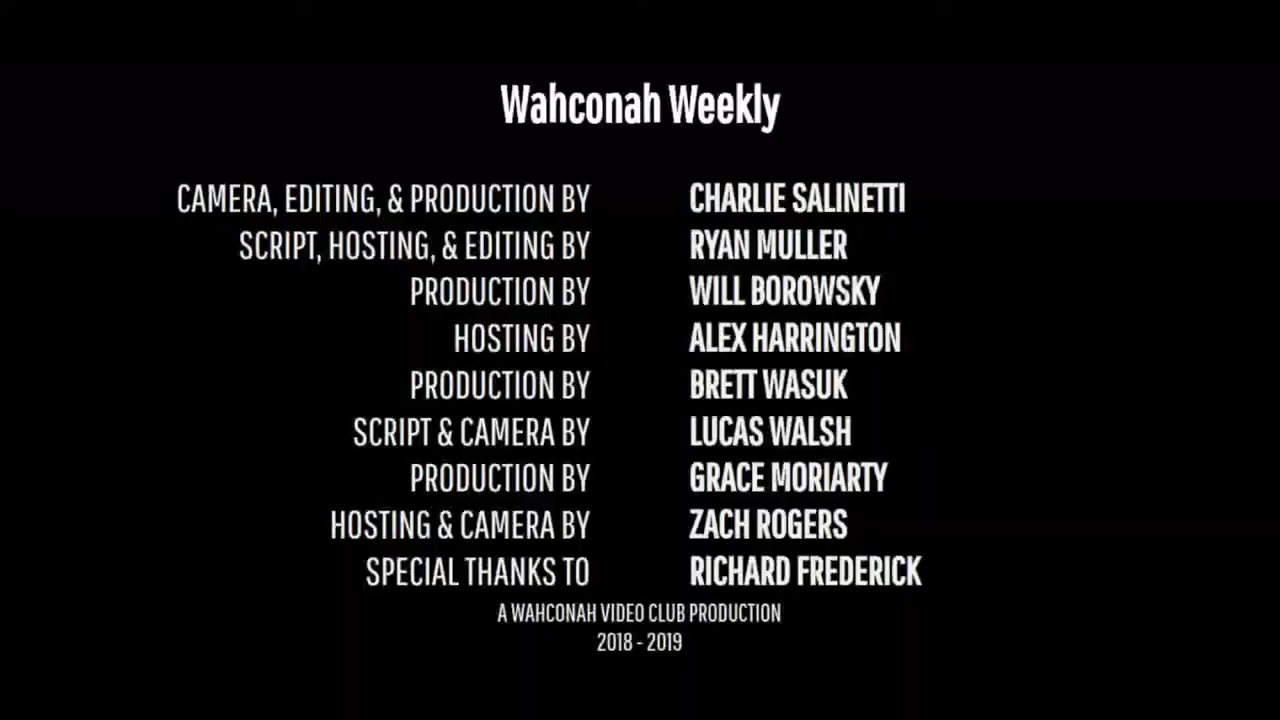 Wahconah Weekly
CAMERA, EDITING, & PRODUCTION BY CHARLIE SALINETTI
SCRIPT, HOSTING, & EDITING BY RYAN MULLER
PRODUCTION BY WILL BOROWSKY
HOSTING BY ALEX HARRINGTON
PRODUCTION BY BRETT WASUK
SCRIPT & CAMERA BY LUCAS WALSH
PRODUCTION BY GRACE MORIARTY
HOSTING & CAMERA BY ZACH ROGERS
SPECIAL THANKS TO RICHARD FREDERICK
A WAHCONAH VIDEO CLUB PRODUCTION
2018 - 2019